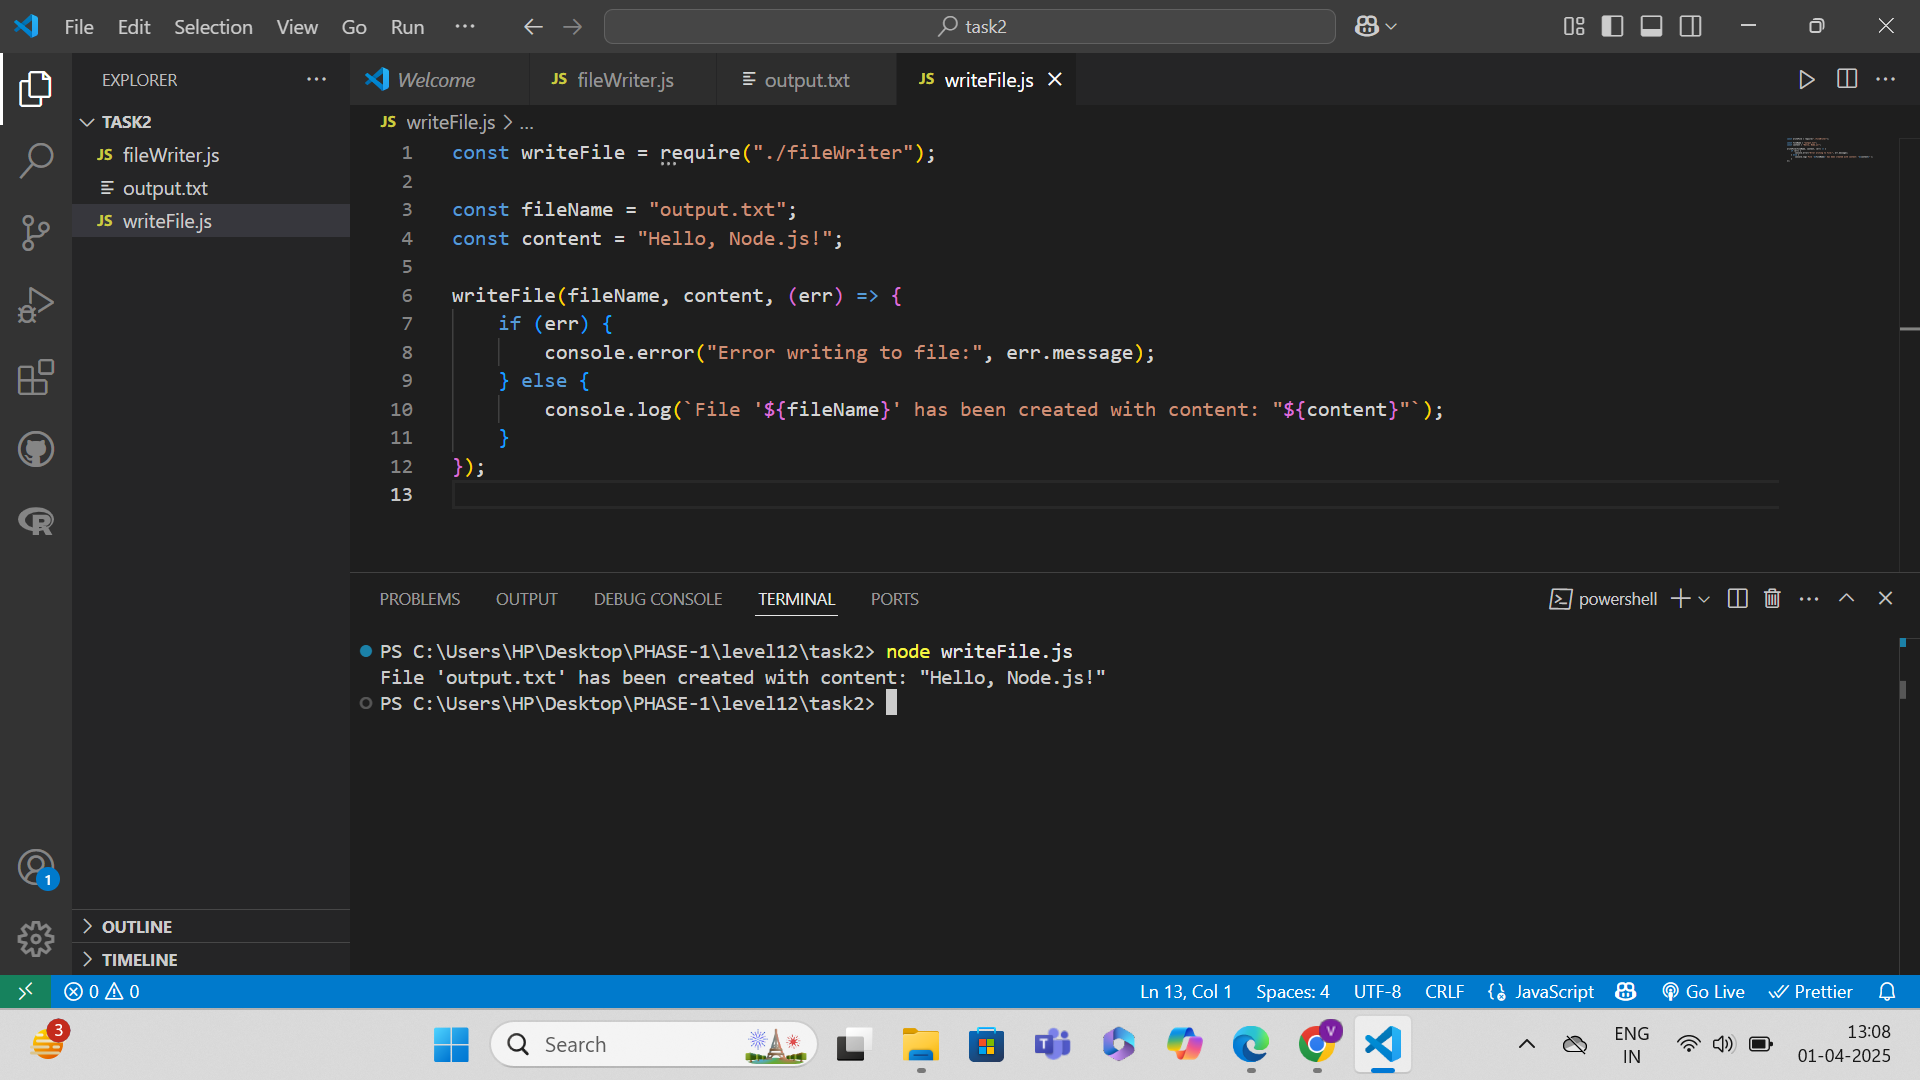 File Edit Selection View Go Run ··· task2
EXPLORER ···
TASK2
JS fileWriter.js
output.txt
JS writeFile.js
OUTLINE
TIMELINE
Welcome JS fileWriter.js output.txt JS writeFile.js
JS writeFile.js > ...
1 const writeFile = require("./fileWriter");
2
3 const fileName = "output.txt";
4 const content = "Hello, Node.js!";
5
6 writeFile(fileName, content, (err) => {
7 if (err) {
8 console.error("Error writing to file:", err.message);
9 } else {
10 console.log(`File '${fileName}' has been created with content: "${content}"`);
11 }
12 });
13
PROBLEMS OUTPUT DEBUG CONSOLE TERMINAL PORTS powershell
PS C:\Users\HP\Desktop\PHASE-1\level12\task2> node writeFile.js
File 'output.txt' has been created with content: "Hello, Node.js!"
PS C:\Users\HP\Desktop\PHASE-1\level12\task2>
1
0 0 Ln 13, Col 1 Spaces: 4 UTF-8 CRLF JavaScript Go Live Prettier
3 Search V ENG
IN
13:08
01-04-2025